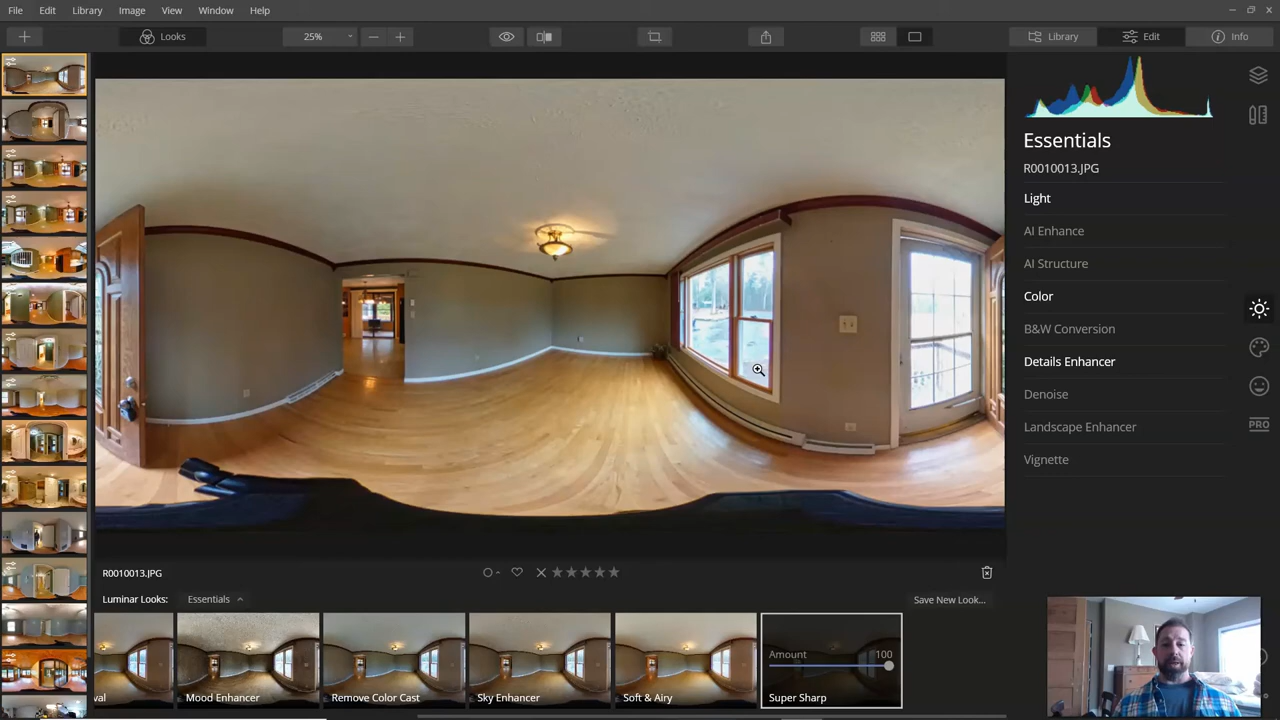 File Edit Library Image View Window Help
Looks 25% Library Edit Info
Essentials
R0010013.JPG
Light
AI Enhance
AI Structure
Color
B&W Conversion
Details Enhancer
Denoise
Landscape Enhancer
Vignette
PRO
R0010013.JPG
Luminar Looks: Essentials Save New Look...
Amount 100
val Mood Enhancer Remove Color Cast Sky Enhancer Soft & Airy Super Sharp